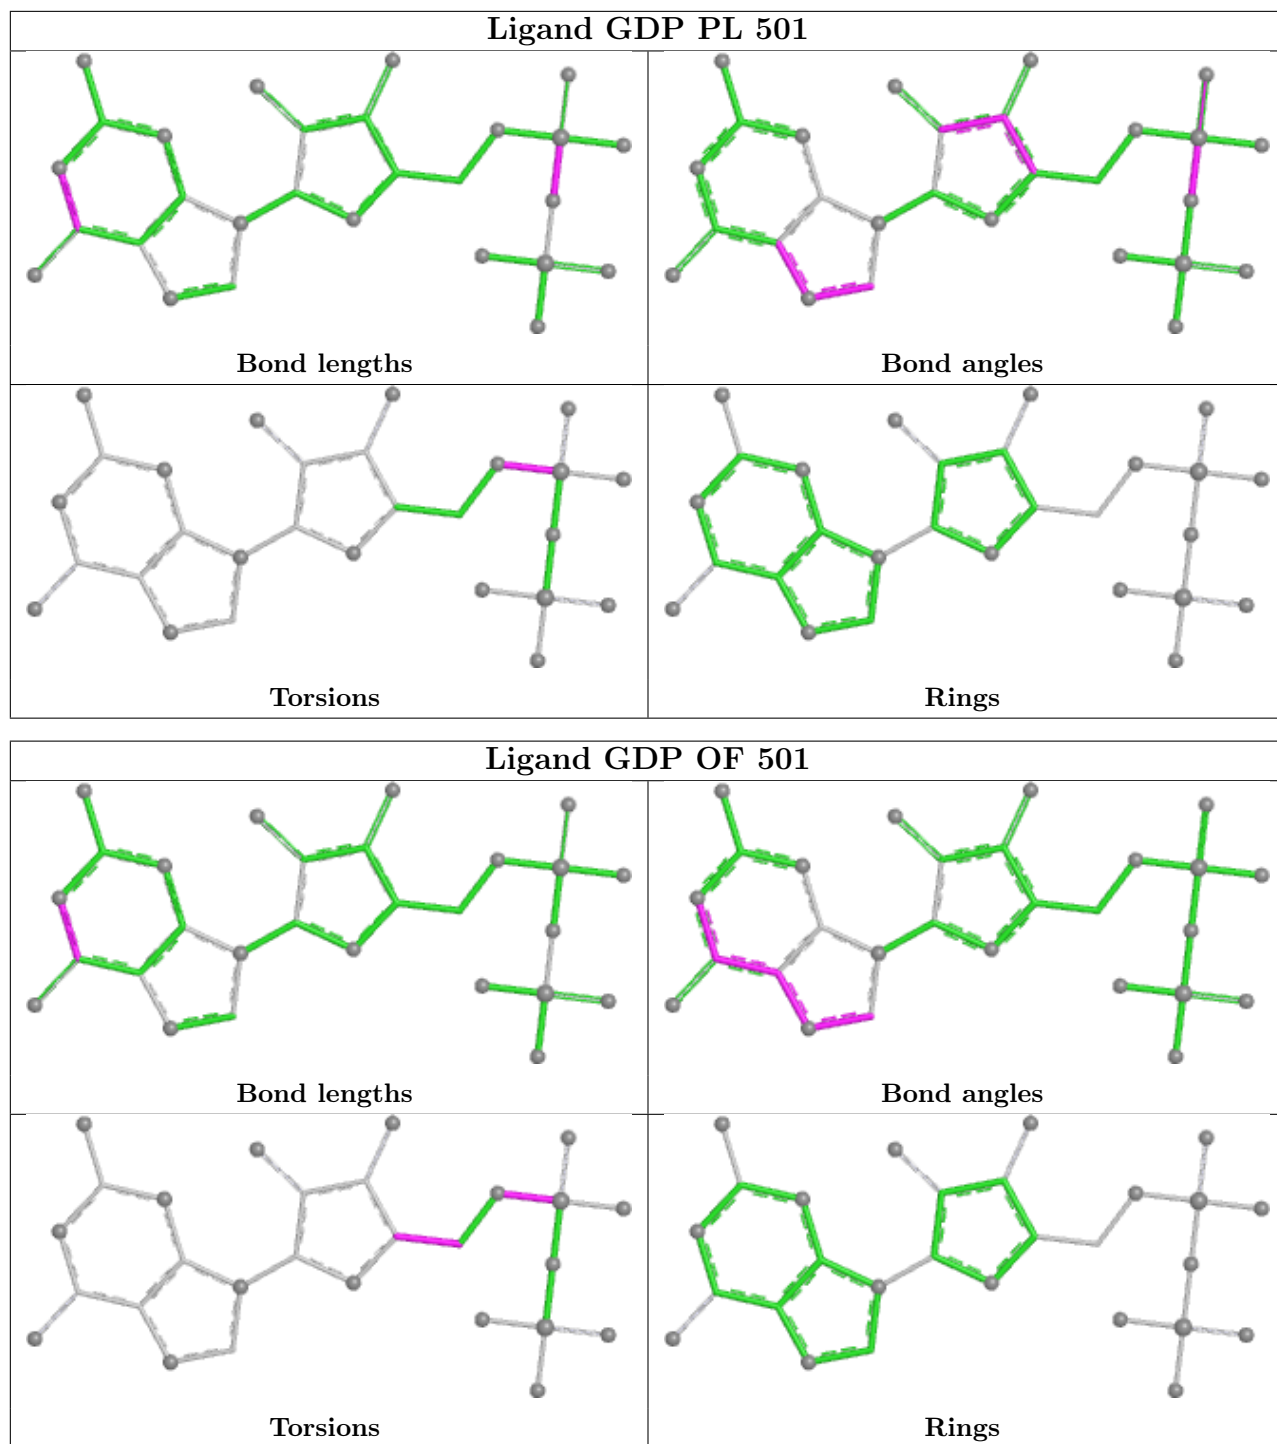 Ligand GDP PL 501
Bond lengths
Bond angles
Torsions
Rings
Ligand GDP OF 501
Bond lengths
Bond angles
Torsions
Rings